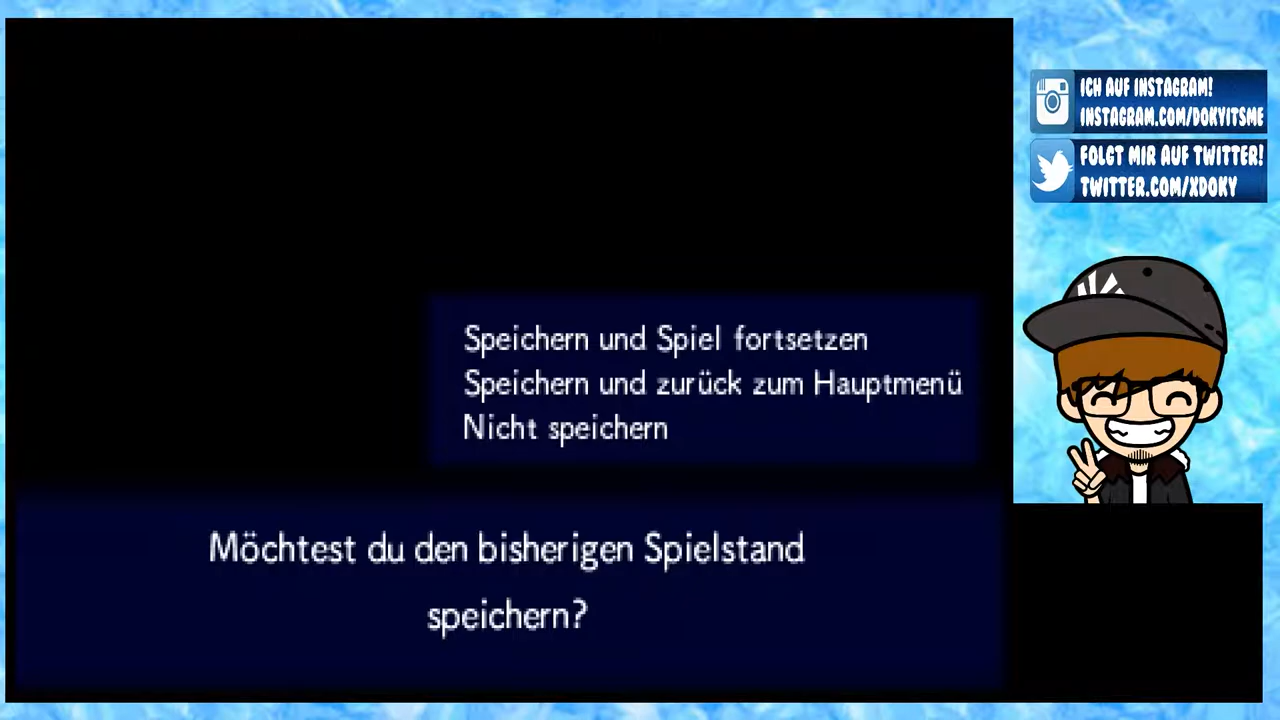 ICH AUF INSTAGRAM!
INSTAGRAM.COM/DOKYITSME
FOLGT MIR AUF TWITTER!
TWITTER.COM/XDOKY
Speichern und Spiel fortsetzen
Speichern und zurück zum Hauptmenü
Nicht speichern
Möchtest du den bisherigen Spielstand
speichern?